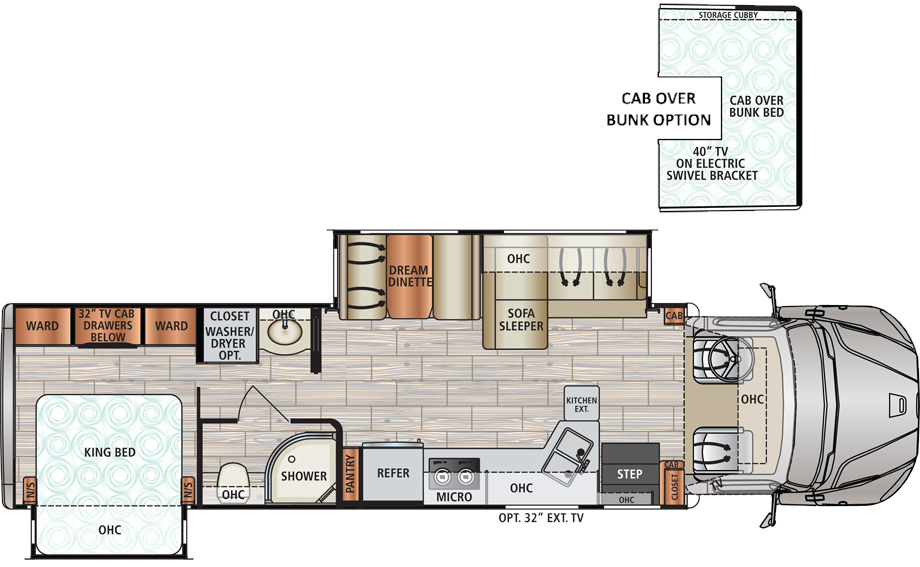 STORAGE CUBBY
CAB OVER
BUNK OPTION
CAB OVER
BUNK BED
40” TV
ON ELECTRIC
SWIVEL BRACKET
DREAM
DINETTE
OHC
SOFA
SLEEPER
WARD
32” TV CAB
DRAWERS
BELOW
WARD
CLOSET
WASHER/
DRYER
OPT.
OHC
CAB
OHC
KITCHEN
EXT.
KING BED
N/S
N/S
OHC
OHC
SHOWER
PANTRY
REFER
MICRO
OHC
STEP
OHC
CAB
CLOSET
OPT. 32” EXT. TV